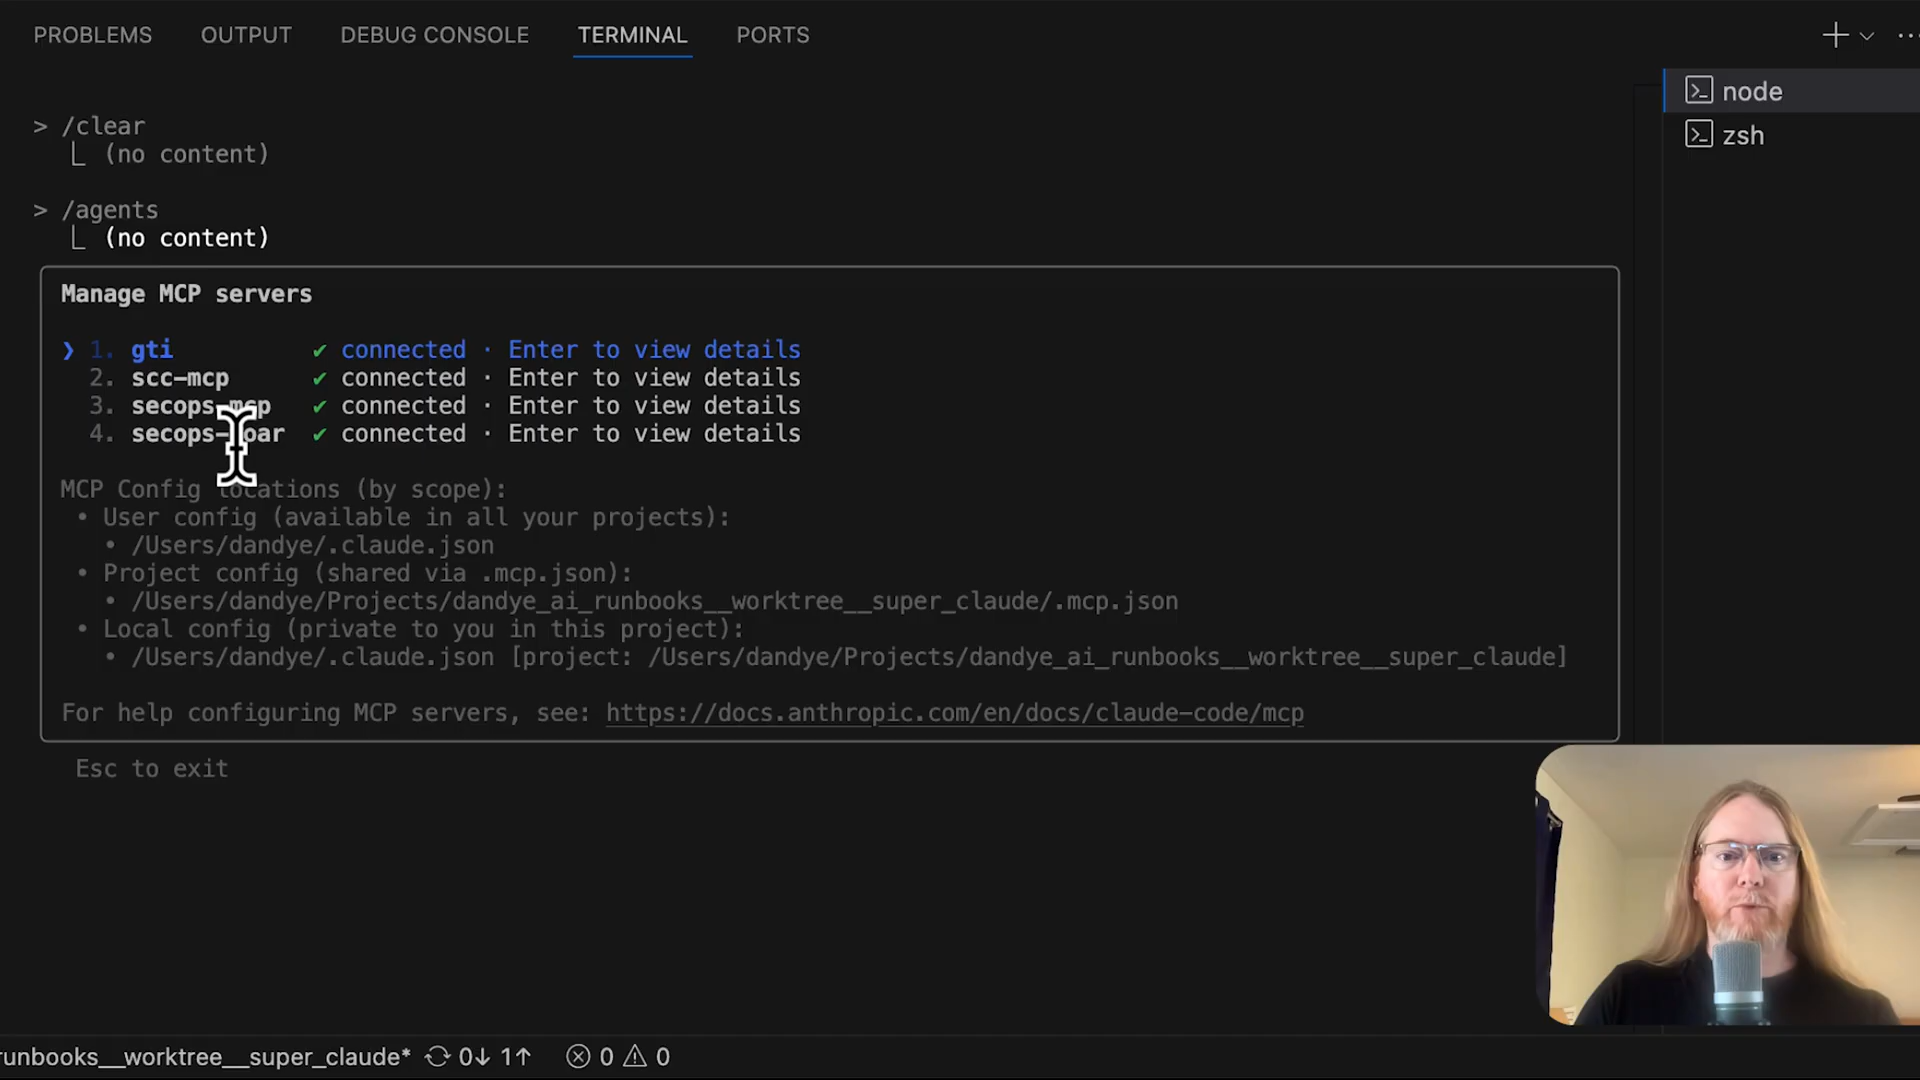 PROBLEMS OUTPUT DEBUG CONSOLE TERMINAL PORTS
node
zsh
> /clear
(no content)
> /agents
(no content)
Manage MCP servers
❯ 1. gti ✔ connected · Enter to view details
2. scc-mcp ✔ connected · Enter to view details
3. secops-mcp ✔ connected · Enter to view details
4. secops-soar ✔ connected · Enter to view details
MCP Config locations (by scope):
• User config (available in all your projects):
• /Users/dandye/.claude.json
• Project config (shared via .mcp.json):
• /Users/dandye/Projects/dandye_ai_runbooks__worktree__super_claude/.mcp.json
• Local config (private to you in this project):
• /Users/dandye/.claude.json [project: /Users/dandye/Projects/dandye_ai_runbooks__worktree__super_claude]
For help configuring MCP servers, see: https://docs.anthropic.com/en/docs/claude-code/mcp
Esc to exit
runbooks__worktree__super_claude* 0↓ 1↑ 0 0